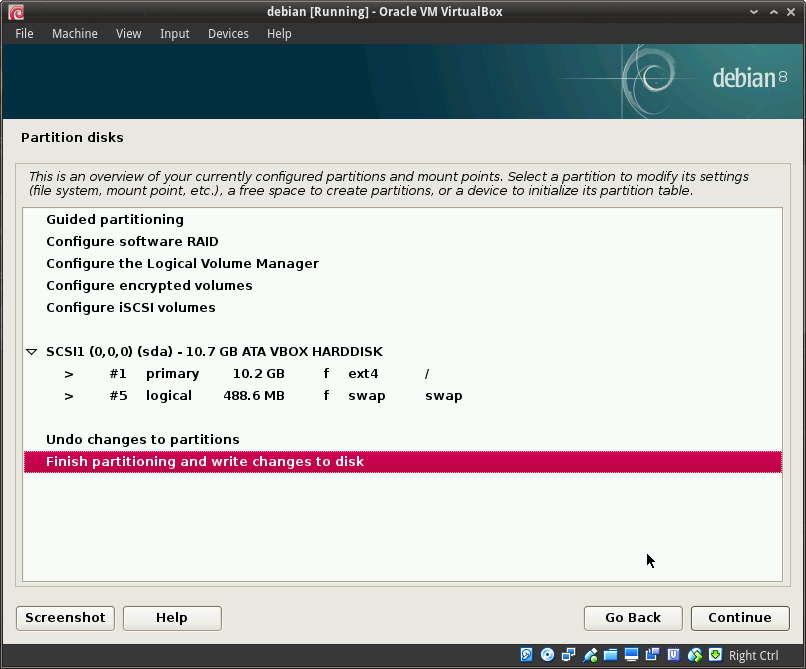 debian [Running] - Oracle VM VirtualBox
File Machine View Input Devices Help
debian 8
Partition disks
This is an overview of your currently configured partitions and mount points. Select a partition to modify its settings
(file system, mount point, etc.), a free space to create partitions, or a device to initialize its partition table.
Guided partitioning
Configure software RAID
Configure the Logical Volume Manager
Configure encrypted volumes
Configure iSCSI volumes
SCSI1 (0,0,0) (sda) - 10.7 GB ATA VBOX HARDDISK
> #1 primary 10.2 GB f ext4 /
> #5 logical 488.6 MB f swap swap
Undo changes to partitions
Finish partitioning and write changes to disk
Screenshot Help Go Back Continue
Right Ctrl